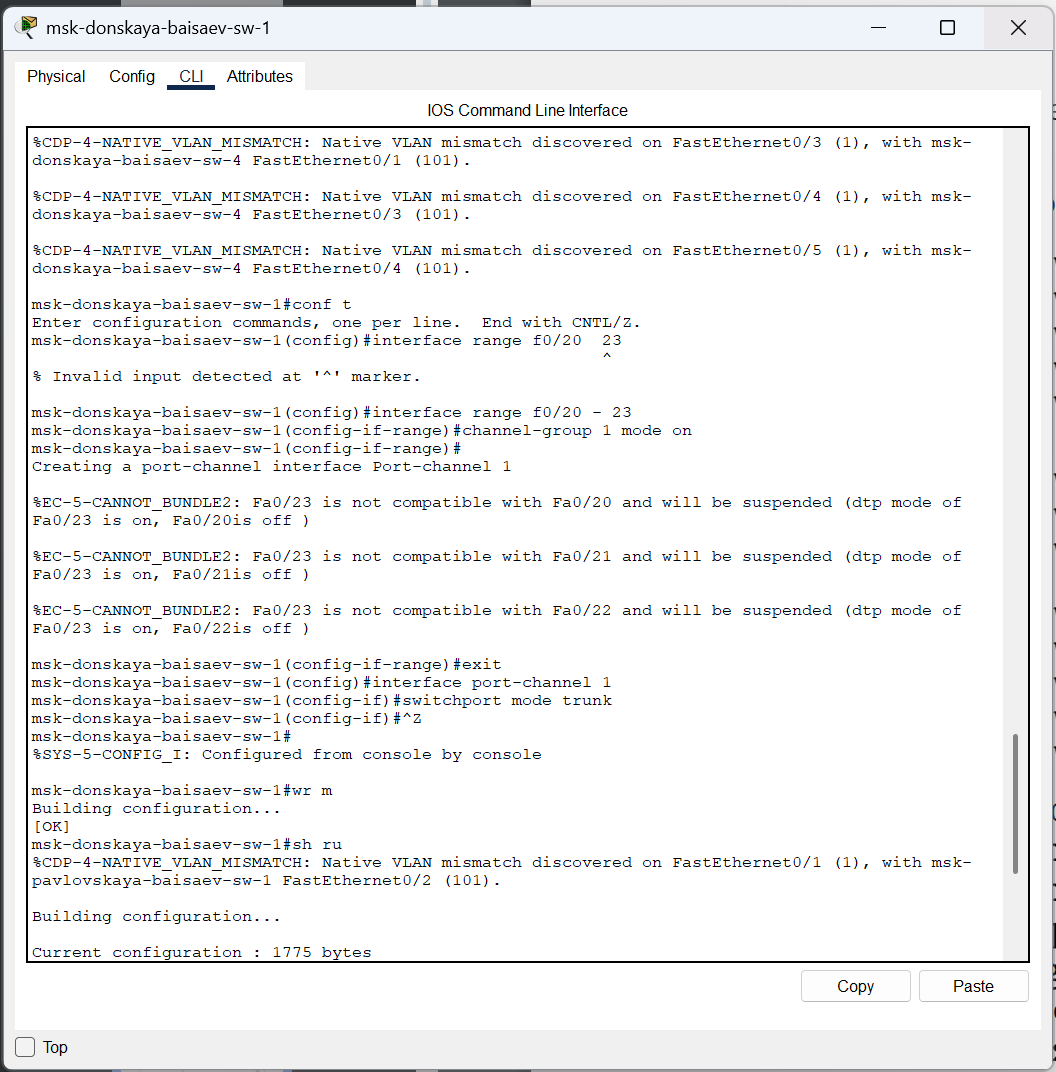 msk-donskaya-baisaev-sw-1
Physical Config CLI Attributes
IOS Command Line Interface
%CDP-4-NATIVE_VLAN_MISMATCH: Native VLAN mismatch discovered on FastEthernet0/3 (1), with msk-
donskaya-baisaev-sw-4 FastEthernet0/1 (101).
%CDP-4-NATIVE_VLAN_MISMATCH: Native VLAN mismatch discovered on FastEthernet0/4 (1), with msk-
donskaya-baisaev-sw-4 FastEthernet0/3 (101).
%CDP-4-NATIVE_VLAN_MISMATCH: Native VLAN mismatch discovered on FastEthernet0/5 (1), with msk-
donskaya-baisaev-sw-4 FastEthernet0/4 (101).
msk-donskaya-baisaev-sw-1#conf t
Enter configuration commands, one per line.  End with CNTL/Z.
msk-donskaya-baisaev-sw-1(config)#interface range f0/20  23
^
% Invalid input detected at '^' marker.
msk-donskaya-baisaev-sw-1(config)#interface range f0/20 - 23
msk-donskaya-baisaev-sw-1(config-if-range)#channel-group 1 mode on
msk-donskaya-baisaev-sw-1(config-if-range)#
Creating a port-channel interface Port-channel 1
%EC-5-CANNOT_BUNDLE2: Fa0/23 is not compatible with Fa0/20 and will be suspended (dtp mode of
Fa0/23 is on, Fa0/20is off )
%EC-5-CANNOT_BUNDLE2: Fa0/23 is not compatible with Fa0/21 and will be suspended (dtp mode of
Fa0/23 is on, Fa0/21is off )
%EC-5-CANNOT_BUNDLE2: Fa0/23 is not compatible with Fa0/22 and will be suspended (dtp mode of
Fa0/23 is on, Fa0/22is off )
msk-donskaya-baisaev-sw-1(config-if-range)#exit
msk-donskaya-baisaev-sw-1(config)#interface port-channel 1
msk-donskaya-baisaev-sw-1(config-if)#switchport mode trunk
msk-donskaya-baisaev-sw-1(config-if)#^Z
msk-donskaya-baisaev-sw-1#
%SYS-5-CONFIG_I: Configured from console by console
msk-donskaya-baisaev-sw-1#wr m
Building configuration...
[OK]
msk-donskaya-baisaev-sw-1#sh ru
%CDP-4-NATIVE_VLAN_MISMATCH: Native VLAN mismatch discovered on FastEthernet0/1 (1), with msk-
pavlovskaya-baisaev-sw-1 FastEthernet0/2 (101).
Building configuration...
Current configuration : 1775 bytes
Copy Paste
Top